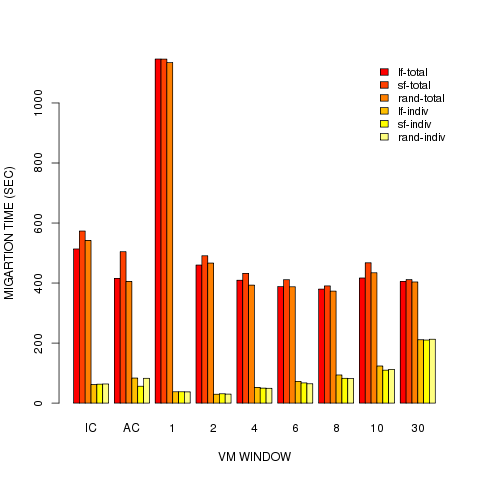 lf-total
sf-total
rand-total
lf-indiv
sf-indiv
rand-indiv
MIGARTION TIME (SEC)
1000
800
600
400
200
0
IC AC 1 2 4 6 8 10 30
VM WINDOW